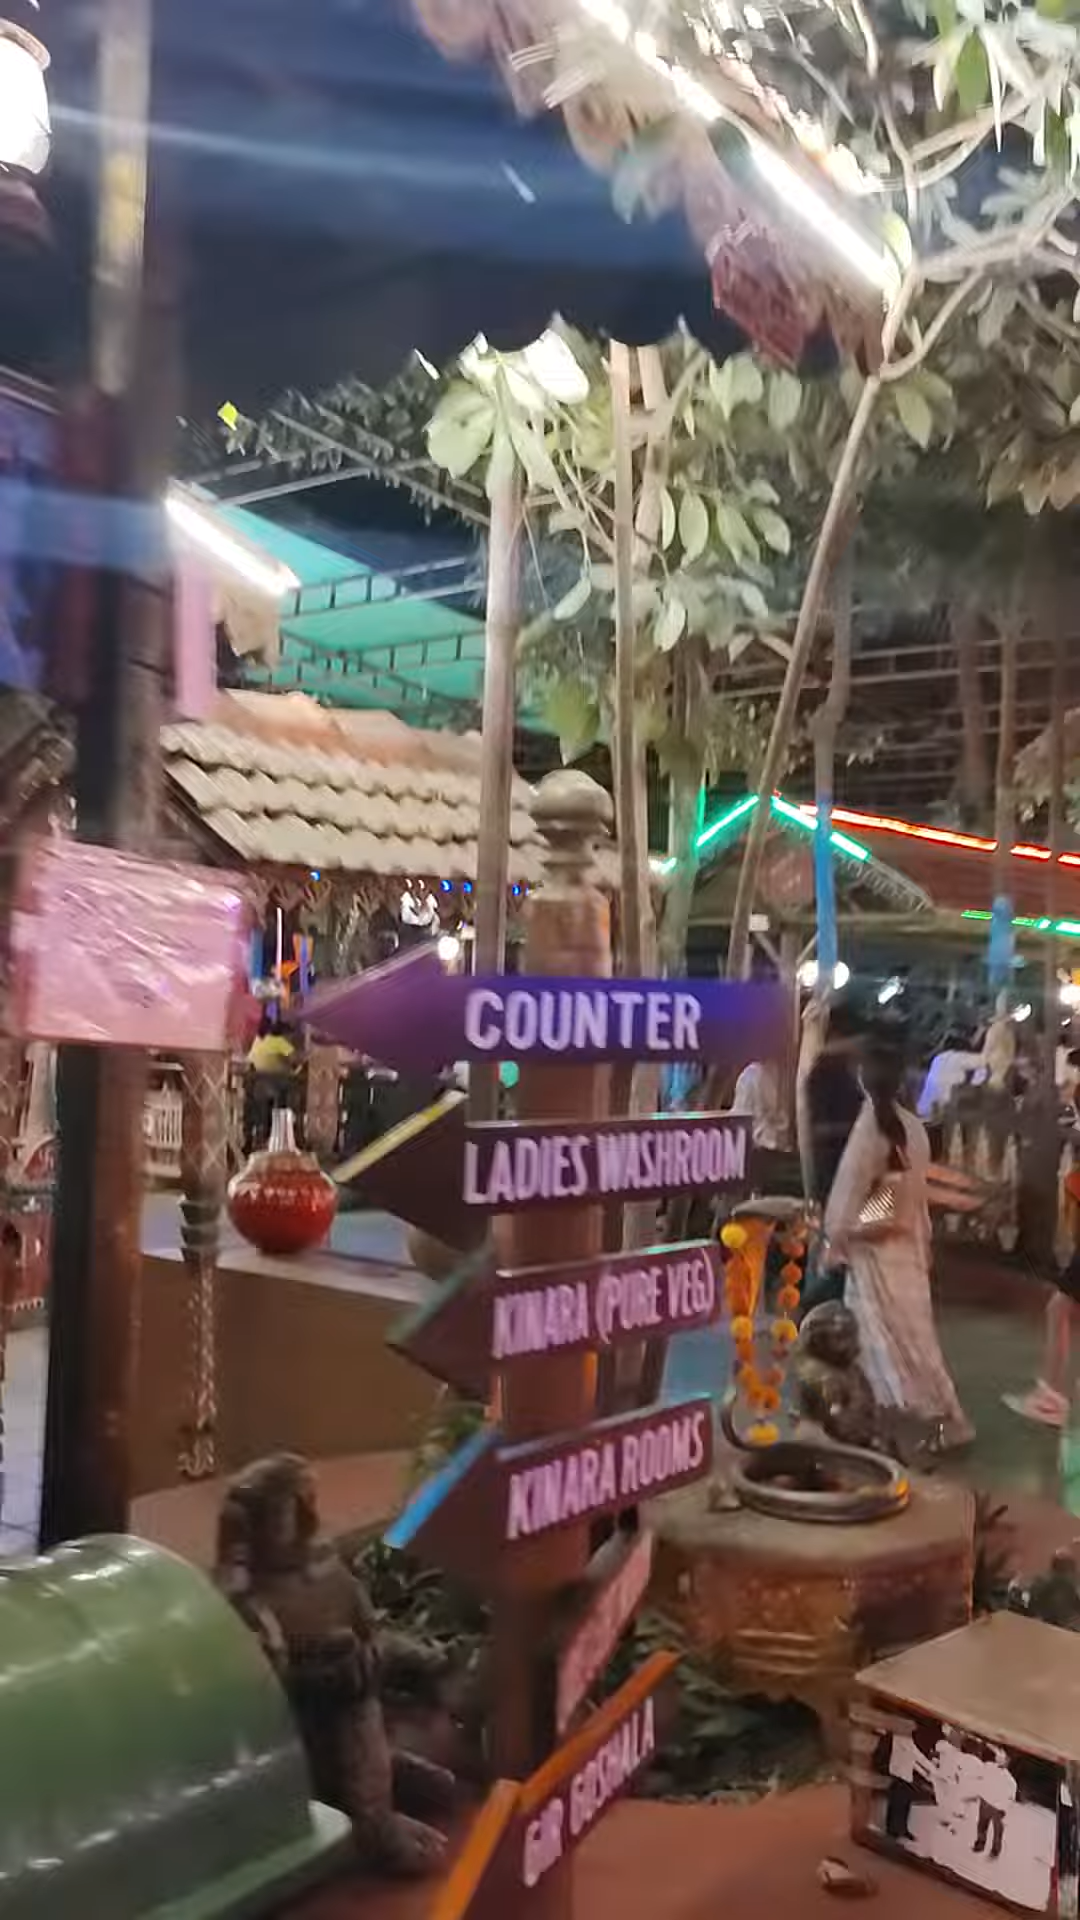 COUNTER
LADIES WASHROOM
KINARA (PURE VEG)
KINARA ROOMS
GIR GOSHALA